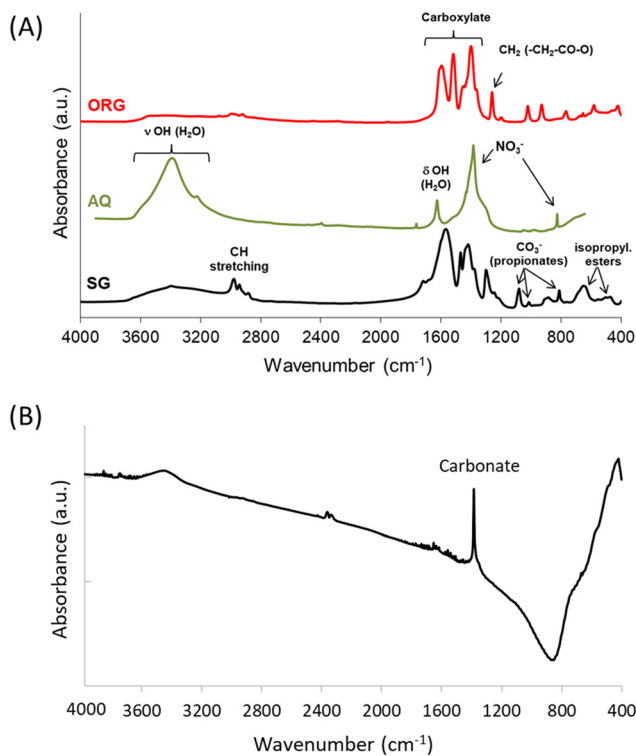 (A)
Carboxylate
CH₂ (-CH₂-CO-O)
ORG
ν OH (H₂O)
NO₃⁻
δ OH
(H₂O)
AQ
CH
stretching
CO₃⁻
(propionates)
isopropyl.
esters
SG
Absorbance (a.u.)
4000 3600 3200 2800 2400 2000 1600 1200 800 400
Wavenumber (cm⁻¹)
(B)
Carbonate
Absorbance (a.u.)
4000 3600 3200 2800 2400 2000 1600 1200 800 400
Wavenumber (cm⁻¹)